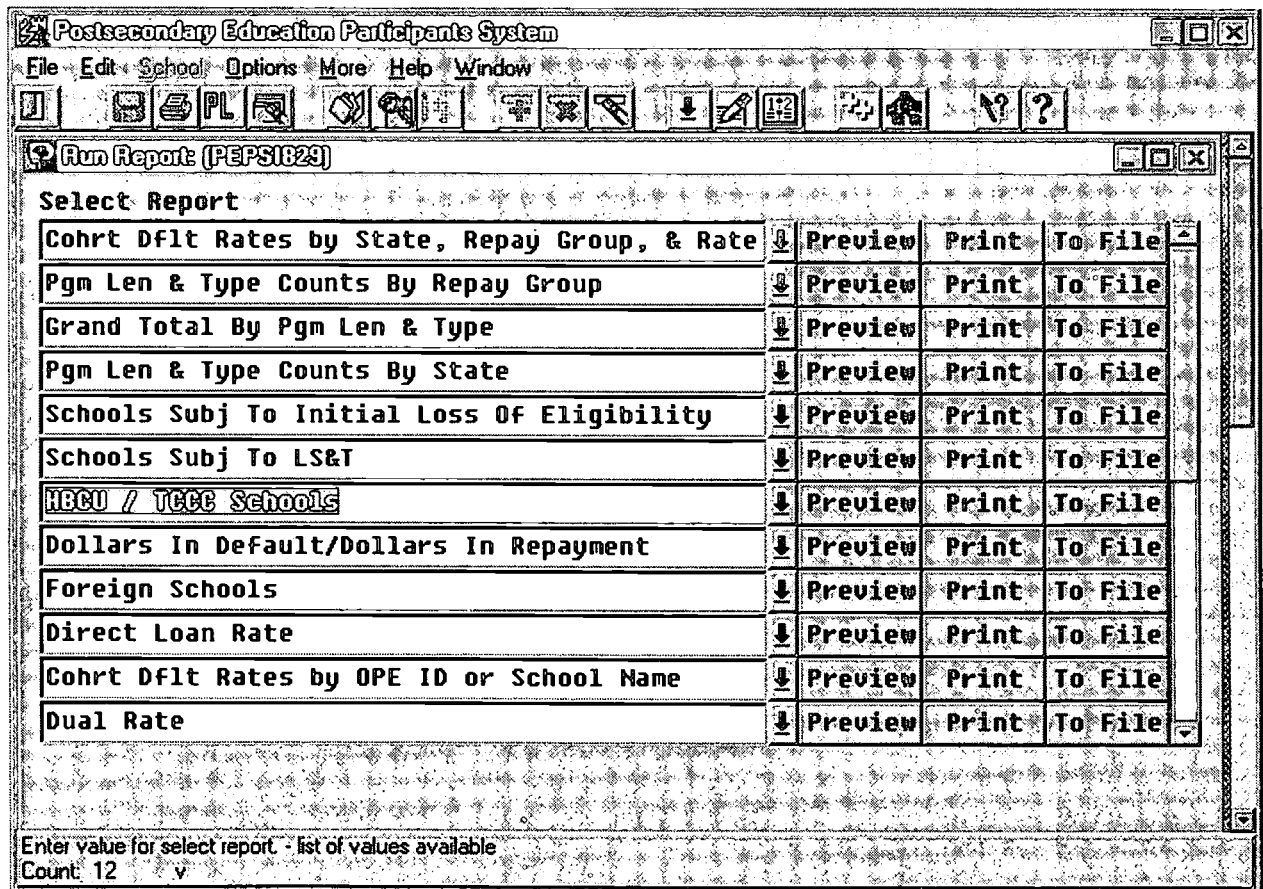 Postsecondary Education Participants System
File Edit School Options More Help Window
PL 1+2 ? ?
Run Report: (PEPS1829)
Select Report
Cohrt Dflt Rates by State, Repay Group, & Rate Preview Print To File
Pgm Len & Type Counts By Repay Group Preview Print To File
Grand Total By Pgm Len & Type Preview Print To File
Pgm Len & Type Counts By State Preview Print To File
Schools Subj To Initial Loss Of Eligibility Preview Print To File
Schools Subj To LS&T Preview Print To File
HBCU / TCCC Schools Preview Print To File
Dollars In Default/Dollars In Repayment Preview Print To File
Foreign Schools Preview Print To File
Direct Loan Rate Preview Print To File
Cohrt Dflt Rates by OPE ID or School Name Preview Print To File
Dual Rate Preview Print To File
Enter value for select report. - list of values available
Count: 12 v